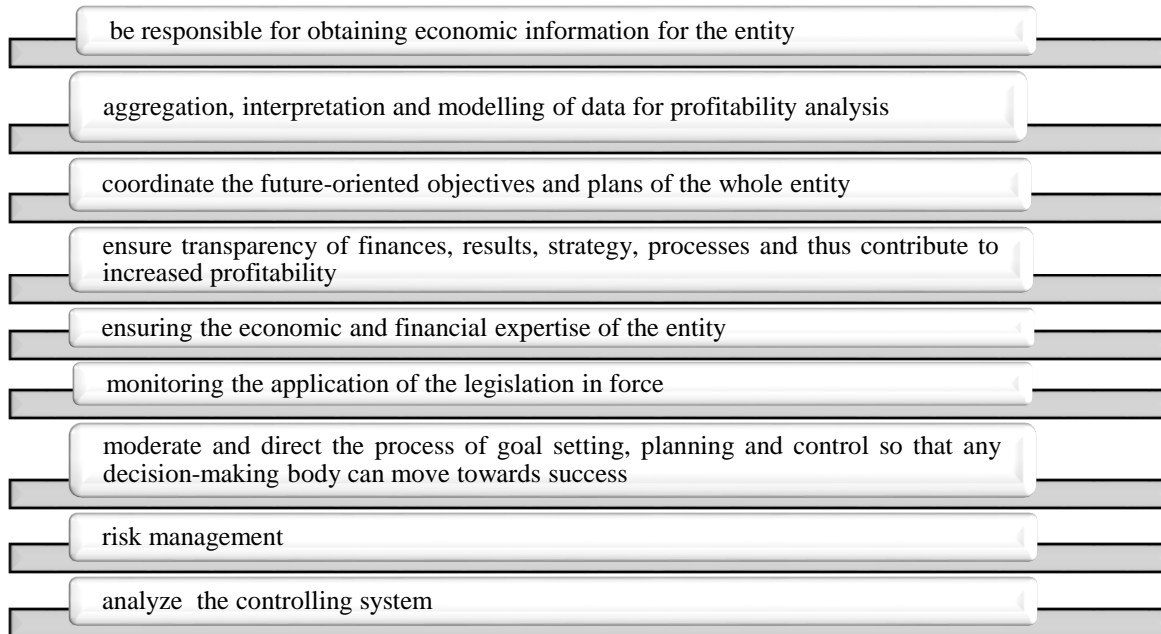 be responsible for obtaining economic information for the entity
aggregation, interpretation and modelling of data for profitability analysis
coordinate the future-oriented objectives and plans of the whole entity
ensure transparency of finances, results, strategy, processes and thus contribute to
increased profitability
ensuring the economic and financial expertise of the entity
monitoring the application of the legislation in force
moderate and direct the process of goal setting, planning and control so that any
decision-making body can move towards success
risk management
analyze  the controlling system